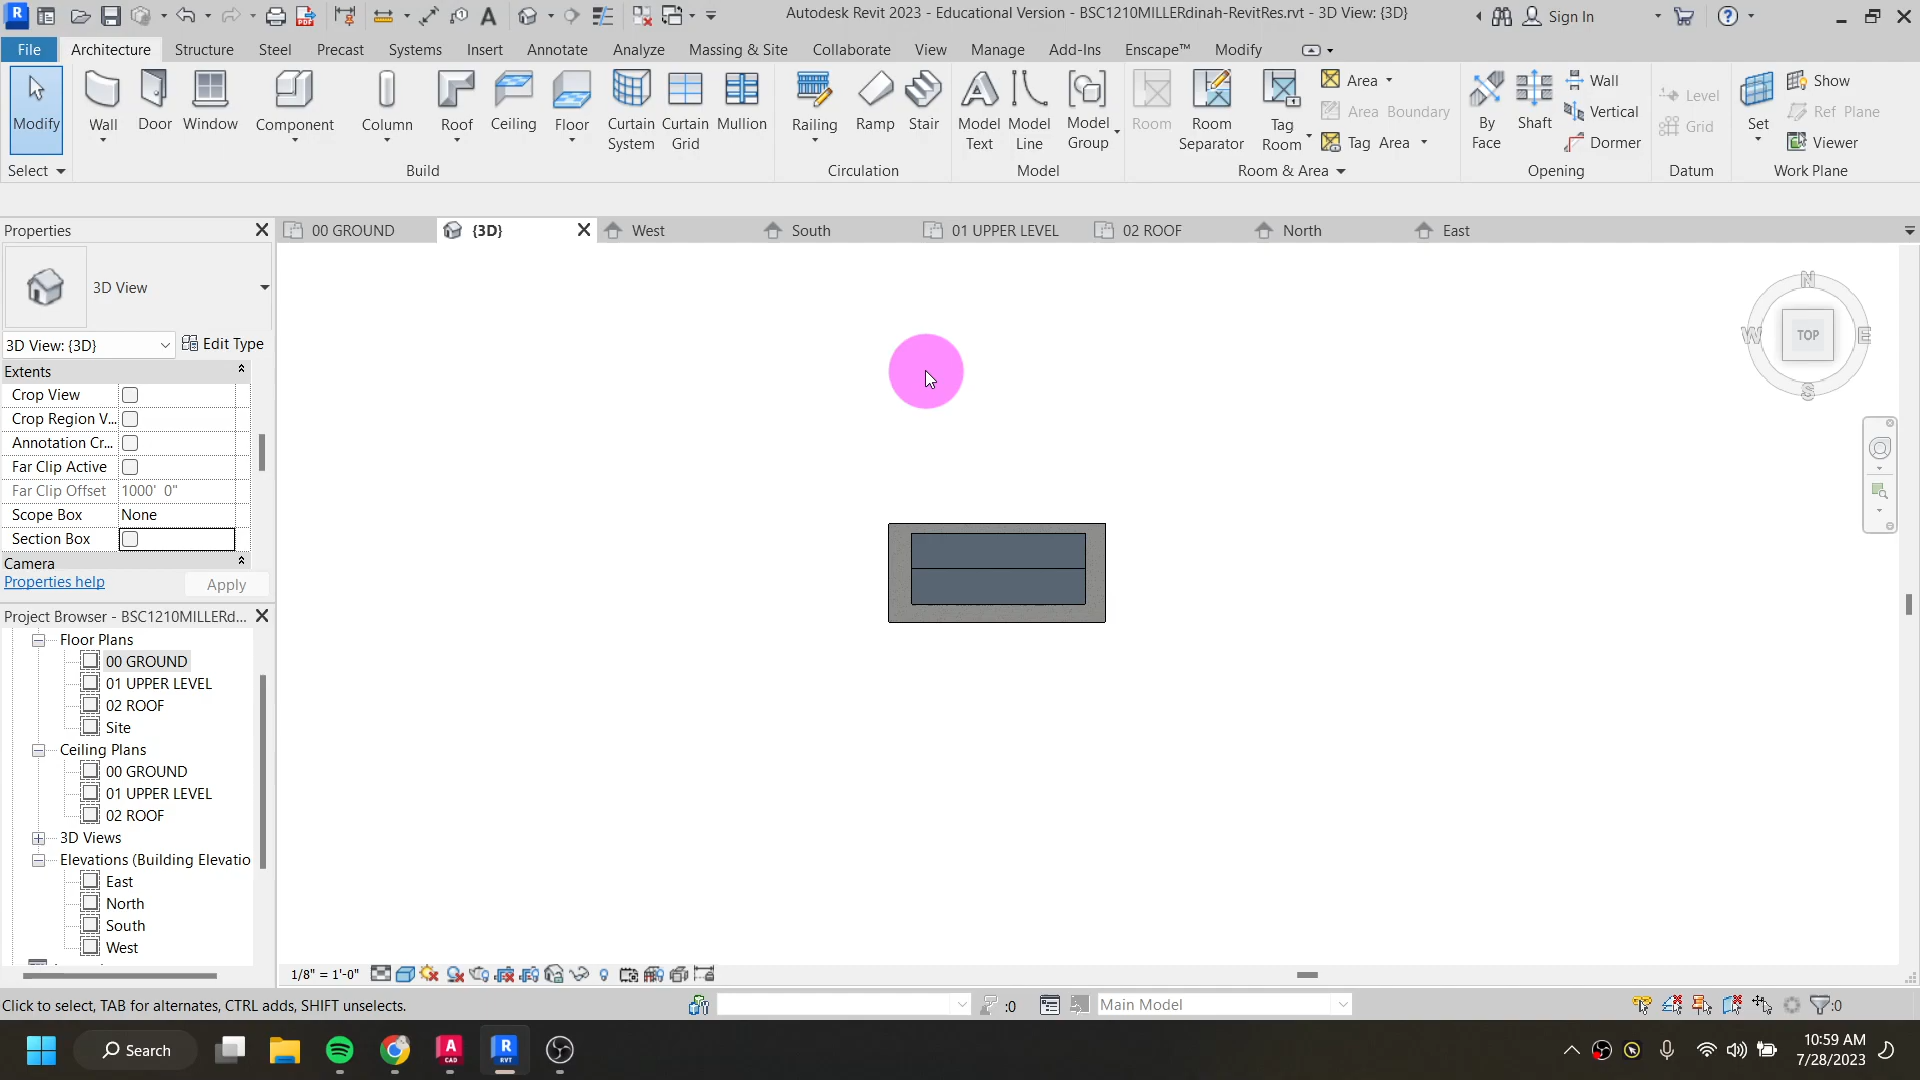 Autodesk Revit 2023 - Educational Version - BSC1210MILLERdinah-RevitRes.rvt - 3D View: {3D}
Sign In
File Architecture Structure Steel Precast Systems Insert Annotate Analyze Massing & Site Collaborate View Manage Add-Ins Enscape™ Modify
Modify Wall Door Window Component Column Roof Ceiling Floor Curtain System Curtain Grid Mullion Railing Ramp Stair Model Text Model Line Model Group Room Room Separator Tag Room
Area
Area Boundary
Tag Area
By Face Shaft
Wall
Vertical
Dormer
Level
Grid
Set
Show
Ref Plane
Viewer
Select Build Circulation Model Room & Area Opening Datum Work Plane
Properties
00 GROUND {3D} West South 01 UPPER LEVEL 02 ROOF North East
3D View
3D View: {3D} Edit Type
Extents
Crop View
Crop Region V...
Annotation Cr...
Far Clip Active
Far Clip Offset 1000' 0"
Scope Box None
Section Box
Camera
Properties help Apply
Project Browser - BSC1210MILLERd...
Floor Plans
00 GROUND
01 UPPER LEVEL
02 ROOF
Site
Ceiling Plans
00 GROUND
01 UPPER LEVEL
02 ROOF
3D Views
Elevations (Building Elevatio
East
North
South
West
N
W TOP E
S
1/8" = 1'-0"
Click to select, TAB for alternates, CTRL adds, SHIFT unselects.
:0
Main Model
:0
Search
10:59 AM
7/28/2023